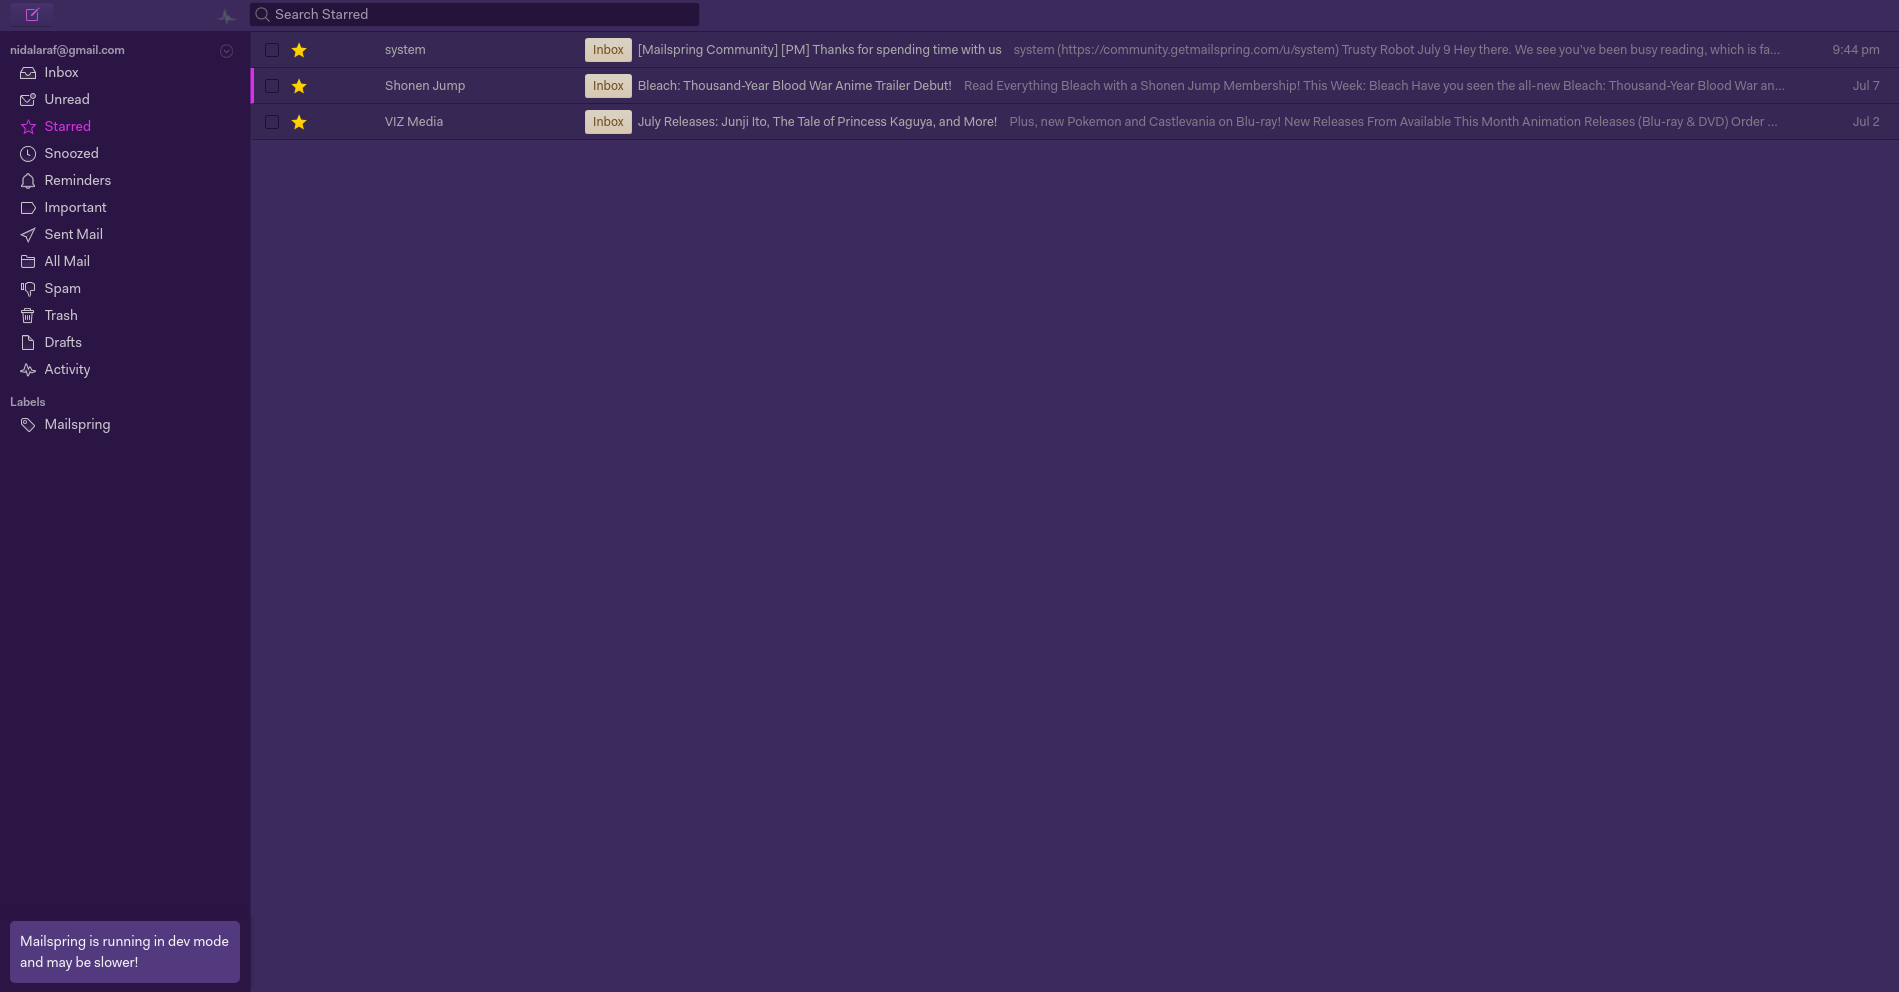 Search Starred
nidalaraf@gmail.com
Inbox
Unread
Starred
Snoozed
Reminders
Important
Sent Mail
All Mail
Spam
Trash
Drafts
Activity
Labels
Mailspring
system Inbox [Mailspring Community] [PM] Thanks for spending time with us system (https://community.getmailspring.com/u/system) Trusty Robot July 9 Hey there. We see you've been busy reading, which is fa... 9:44 pm
Shonen Jump Inbox Bleach: Thousand-Year Blood War Anime Trailer Debut! Read Everything Bleach with a Shonen Jump Membership! This Week: Bleach Have you seen the all-new Bleach: Thousand-Year Blood War an... Jul 7
VIZ Media Inbox July Releases: Junji Ito, The Tale of Princess Kaguya, and More! Plus, new Pokemon and Castlevania on Blu-ray! New Releases From Available This Month Animation Releases (Blu-ray & DVD) Order ... Jul 2
Mailspring is running in dev mode
and may be slower!